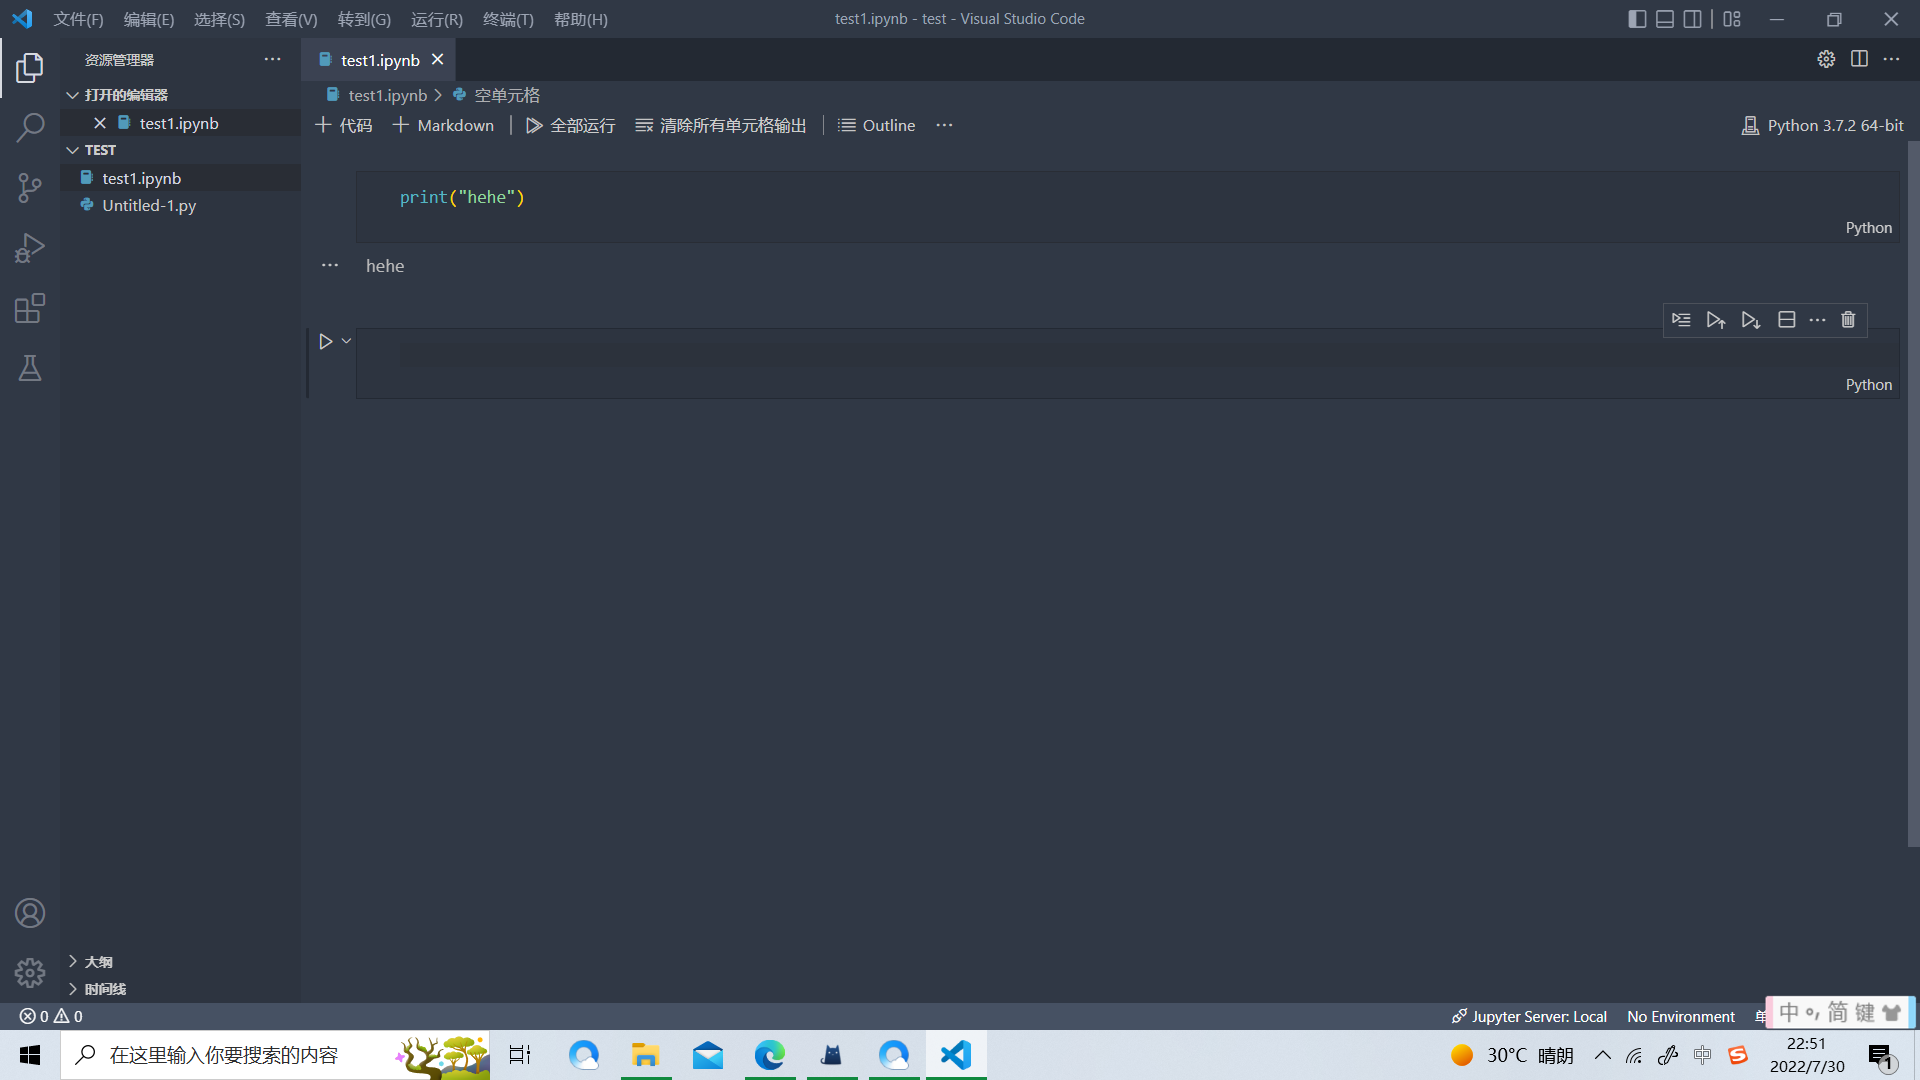 文件(F) 编辑(E) 选择(S) 查看(V) 转到(G) 运行(R) 终端(T) 帮助(H) test1.ipynb - test - Visual Studio Code
资源管理器
test1.ipynb
打开的编辑器
test1.ipynb
TEST
test1.ipynb
Untitled-1.py
test1.ipynb 空单元格
代码 Markdown 全部运行 清除所有单元格输出 Outline Python 3.7.2 64-bit
print("hehe")
Python
hehe
Python
大纲
时间线
0 0 Jupyter Server: Local No Environment 单
中 简 键
在这里输入你要搜索的内容
30°C 晴朗 中
22:51
2022/7/30
1